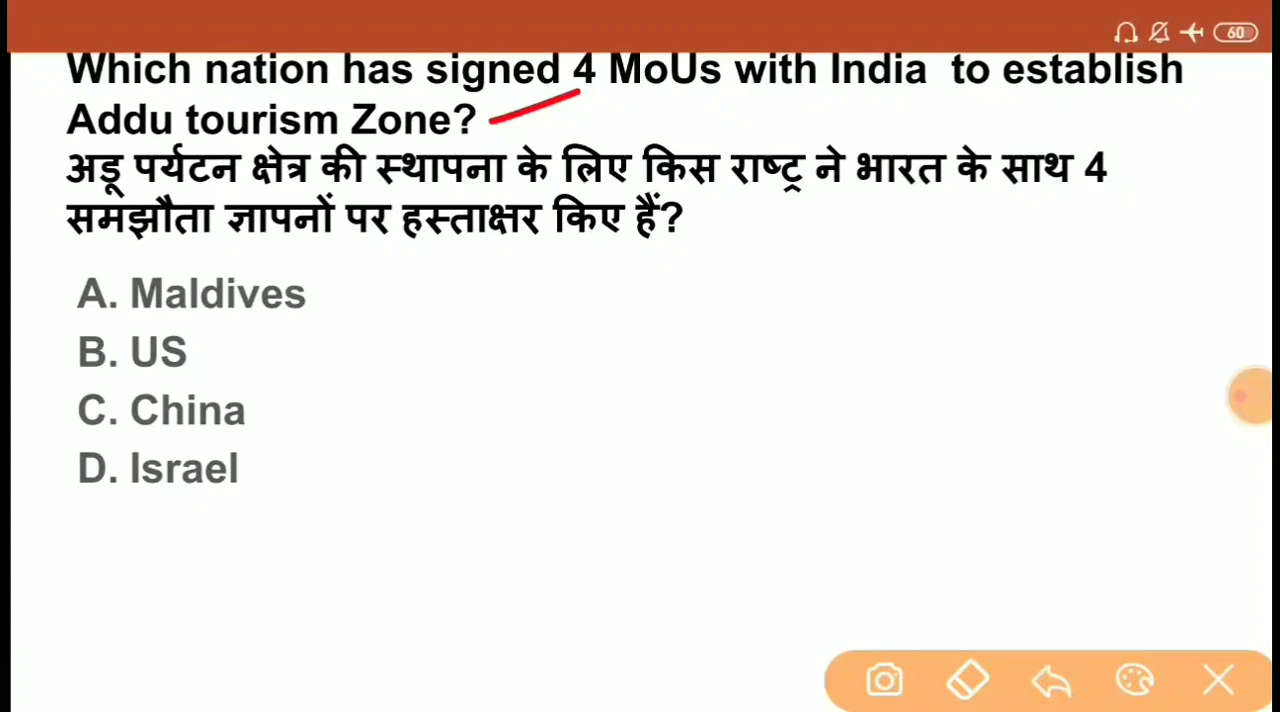 60
Which nation has signed 4 MoUs with India to establish
Addu tourism Zone?
अडू पर्यटन क्षेत्र की स्थापना के लिए किस राष्ट्र ने भारत के साथ 4
समझौता ज्ञापनों पर हस्ताक्षर किए हैं?
A. Maldives
B. US
C. China
D. Israel